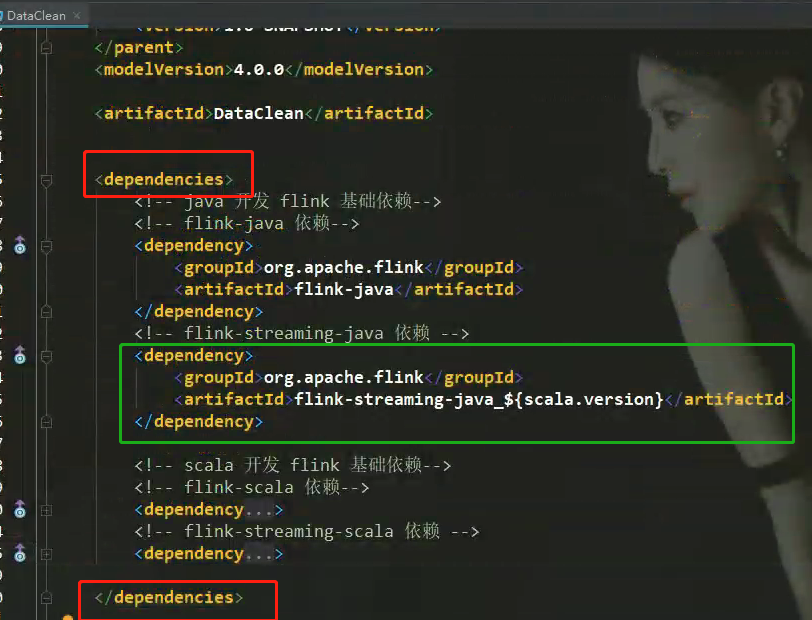 DataClean
<version>1.0-SNAPSHOT</version>
</parent>
<modelVersion>4.0.0</modelVersion>
<artifactId>DataClean</artifactId>
<dependencies>
<!-- java 开发 flink 基础依赖-->
<!-- flink-java 依赖-->
<dependency>
<groupId>org.apache.flink</groupId>
<artifactId>flink-java</artifactId>
</dependency>
<!-- flink-streaming-java 依赖 -->
<dependency>
<groupId>org.apache.flink</groupId>
<artifactId>flink-streaming-java_${scala.version}</artifactId>
</dependency>
<!-- scala 开发 flink 基础依赖-->
<!-- flink-scala 依赖-->
<dependency...>
<!-- flink-streaming-scala 依赖 -->
<dependency...>
</dependencies>